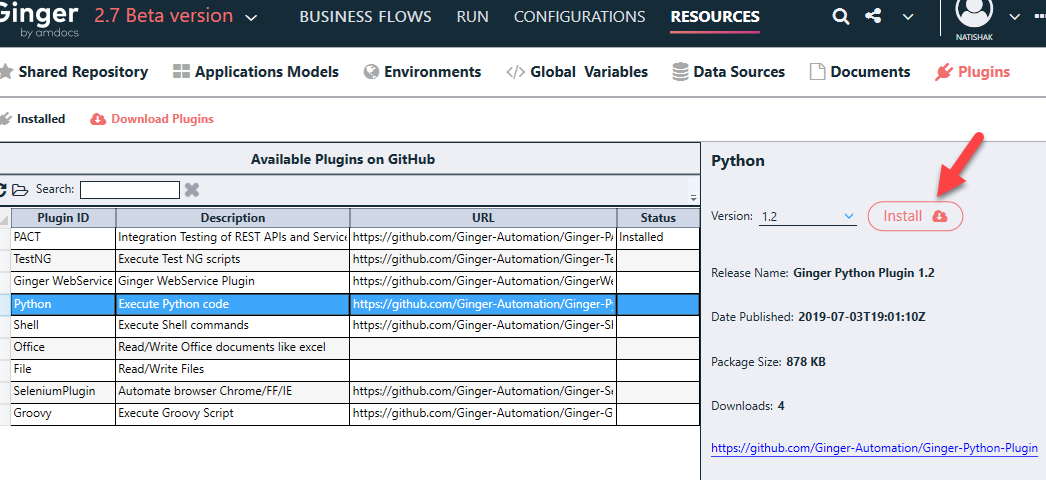 Ginger 2.7 Beta version BUSINESS FLOWS RUN CONFIGURATIONS RESOURCES
by amdocs NATISHAK
Shared Repository Applications Models Environments Global Variables Data Sources Documents Plugins
Installed Download Plugins
Available Plugins on GitHub
Search:
Plugin ID Description URL Status
PACT Integration Testing of REST APIs and Service https://github.com/Ginger-Automation/Ginger-PA Installed
TestNG Execute Test NG scripts https://github.com/Ginger-Automation/Ginger-Te
Ginger WebService Ginger WebService Plugin https://github.com/Ginger-Automation/GingerWe
Python Execute Python code https://github.com/Ginger-Automation/Ginger-Py
Shell Execute Shell commands https://github.com/Ginger-Automation/Ginger-SH
Office Read/Write Office documents like excel
File Read/Write Files
SeleniumPlugin Automate browser Chrome/FF/IE https://github.com/Ginger-Automation/Ginger-Se
Groovy Execute Groovy Script https://github.com/Ginger-Automation/Ginger-G
Python
Version: 1.2 Install
Release Name: Ginger Python Plugin 1.2
Date Published: 2019-07-03T19:01:10Z
Package Size: 878 KB
Downloads: 4
https://github.com/Ginger-Automation/Ginger-Python-Plugin